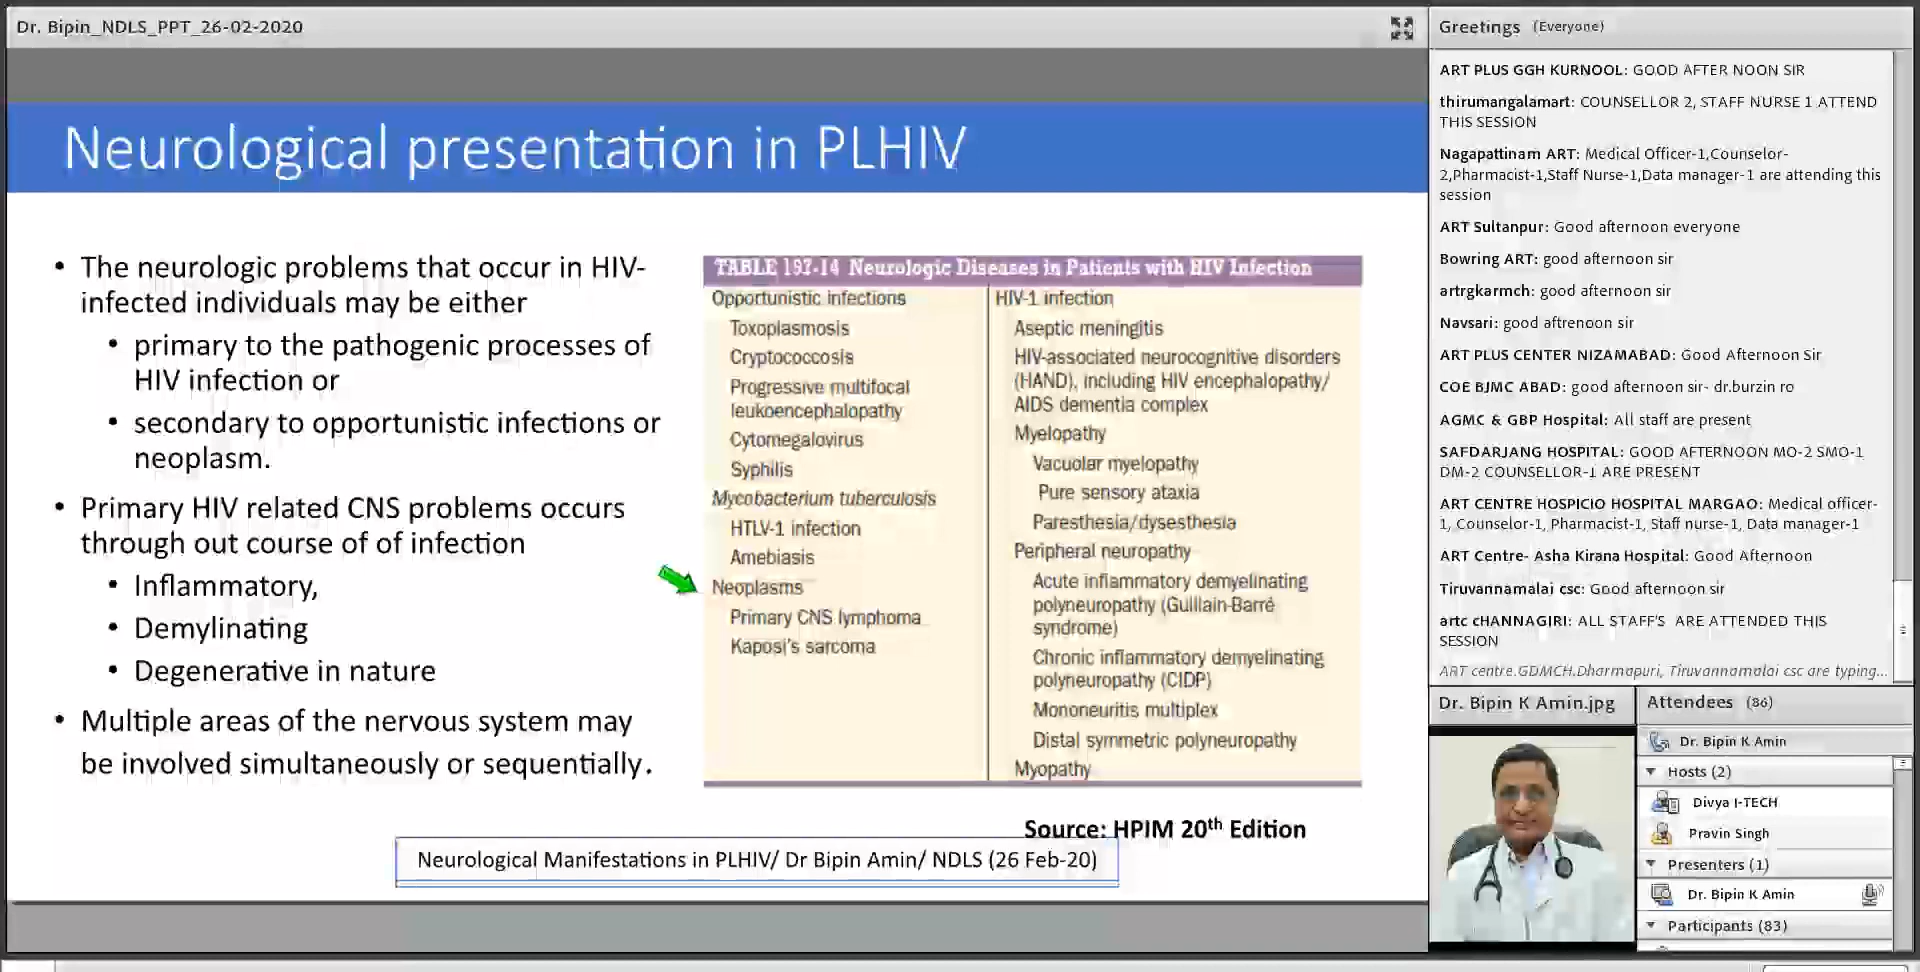 Dr. Bipin_NDLS_PPT_26-02-2020
Neurological presentation in PLHIV
• The neurologic problems that occur in HIV-
infected individuals may be either
• primary to the pathogenic processes of
HIV infection or
• secondary to opportunistic infections or
neoplasm.
• Primary HIV related CNS problems occurs
through out course of of infection
• Inflammatory,
• Demylinating
• Degenerative in nature
• Multiple areas of the nervous system may
be involved simultaneously or sequentially.
TABLE 197-14 Neurologic Diseases in Patients with HIV Infection
Opportunistic infections
Toxoplasmosis
Cryptococcosis
Progressive multifocal
leukoencephalopathy
Cytomegalovirus
Syphilis
Mycobacterium tuberculosis
HTLV-1 infection
Amebiasis
Neoplasms
Primary CNS lymphoma
Kaposi's sarcoma
HIV-1 infection
Aseptic meningitis
HIV-associated neurocognitive disorders
(HAND), including HIV encephalopathy/
AIDS dementia complex
Myelopathy
Vacuolar myelopathy
Pure sensory ataxia
Paresthesia/dysesthesia
Peripheral neuropathy
Acute inflammatory demyelinating
polyneuropathy (Guillain-Barré
syndrome)
Chronic inflammatory demyelinating
polyneuropathy (CIDP)
Mononeuritis multiplex
Distal symmetric polyneuropathy
Myopathy
Source: HPIM 20th Edition
Neurological Manifestations in PLHIV/ Dr Bipin Amin/ NDLS (26 Feb-20)
Greetings (Everyone)
ART PLUS GGH KURNOOL: GOOD AFTER NOON SIR
thirumangalamart: COUNSELLOR 2, STAFF NURSE 1 ATTEND
THIS SESSION
Nagapattinam ART: Medical Officer-1,Counselor-
2,Pharmacist-1,Staff Nurse-1,Data manager-1 are attending this
session
ART Sultanpur: Good afternoon everyone
Bowring ART: good afternoon sir
artrgkarmch: good afternoon sir
Navsari: good aftrenoon sir
ART PLUS CENTER NIZAMABAD: Good Afternoon Sir
COE BJMC ABAD: good afternoon sir- dr.burzin ro
AGMC & GBP Hospital: All staff are present
SAFDARJANG HOSPITAL: GOOD AFTERNOON MO-2 SMO-1
DM-2 COUNSELLOR-1 ARE PRESENT
ART CENTRE HOSPICIO HOSPITAL MARGAO: Medical officer-
1, Counselor-1, Pharmacist-1, Staff nurse-1, Data manager-1
ART Centre- Asha Kirana Hospital: Good Afternoon
Tiruvannamalai csc: Good afternoon sir
artc cHANNAGIRI: ALL STAFF'S ARE ATTENDED THIS
SESSION
ART centre.GDMCH.Dharmapuri, Tiruvannamalai csc are typing...
Dr. Bipin K Amin.jpg
Attendees (86)
Dr. Bipin K Amin
Hosts (2)
Divya I-TECH
Pravin Singh
Presenters (1)
Dr. Bipin K Amin
Participants (83)